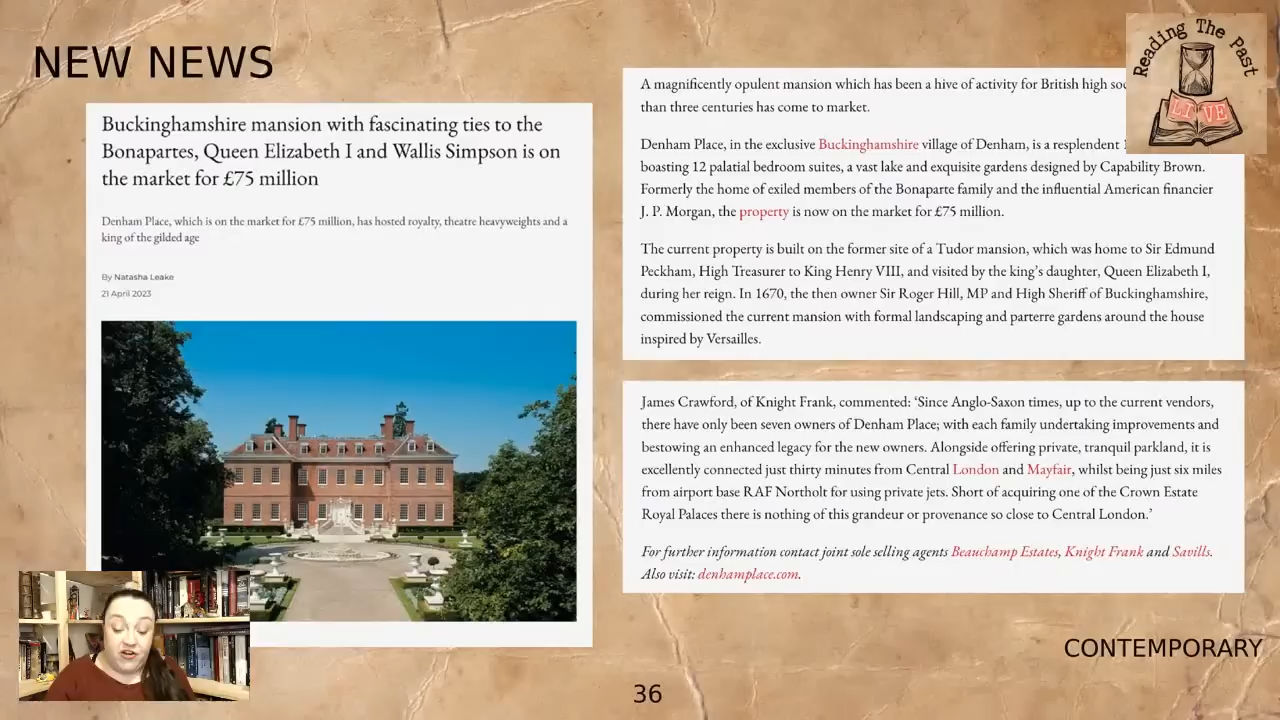 NEW NEWS
Reading The Past
LIVE
Buckinghamshire mansion with fascinating ties to the
Bonapartes, Queen Elizabeth I and Wallis Simpson is on
the market for £75 million
Denham Place, which is on the market for £75 million, has hosted royalty, theatre heavyweights and a
king of the gilded age
By Natasha Leake
21 April 2023
A magnificently opulent mansion which has been a hive of activity for British high
than three centuries has come to market.
Denham Place, in the exclusive Buckinghamshire village of Denham, is a resplendent
boasting 12 palatial bedroom suites, a vast lake and exquisite gardens designed by Capability Brown.
Formerly the home of exiled members of the Bonaparte family and the influential American financier
J. P. Morgan, the property is now on the market for £75 million.
The current property is built on the former site of a Tudor mansion, which was home to Sir Edmund
Peckham, High Treasurer to King Henry VIII, and visited by the king's daughter, Queen Elizabeth I,
during her reign. In 1670, the then owner Sir Roger Hill, MP and High Sheriff of Buckinghamshire,
commissioned the current mansion with formal landscaping and parterre gardens around the house
inspired by Versailles.
James Crawford, of Knight Frank, commented: ‘Since Anglo-Saxon times, up to the current vendors,
there have only been seven owners of Denham Place; with each family undertaking improvements and
bestowing an enhanced legacy for the new owners. Alongside offering private, tranquil parkland, it is
excellently connected just thirty minutes from Central London and Mayfair, whilst being just six miles
from airport base RAF Northolt for using private jets. Short of acquiring one of the Crown Estate
Royal Palaces there is nothing of this grandeur or provenance so close to Central London.’
For further information contact joint sole selling agents Beauchamp Estates, Knight Frank and Savills.
Also visit: denhamplace.com.
CONTEMPORARY
36